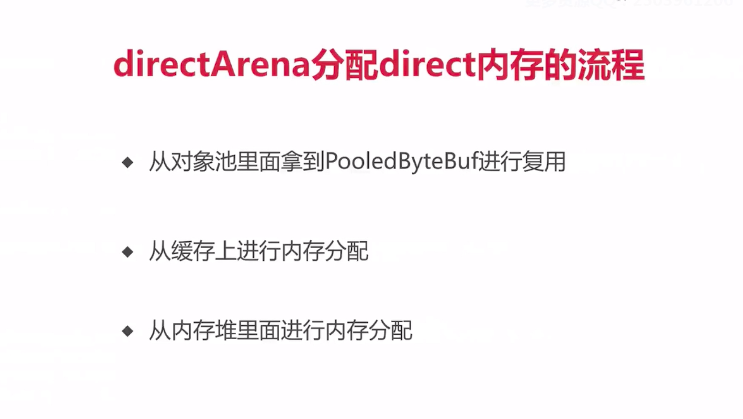 directArena分配direct内存的流程
从对象池里面拿到PooledByteBuf进行复用
从缓存上进行内存分配
从内存堆里面进行内存分配